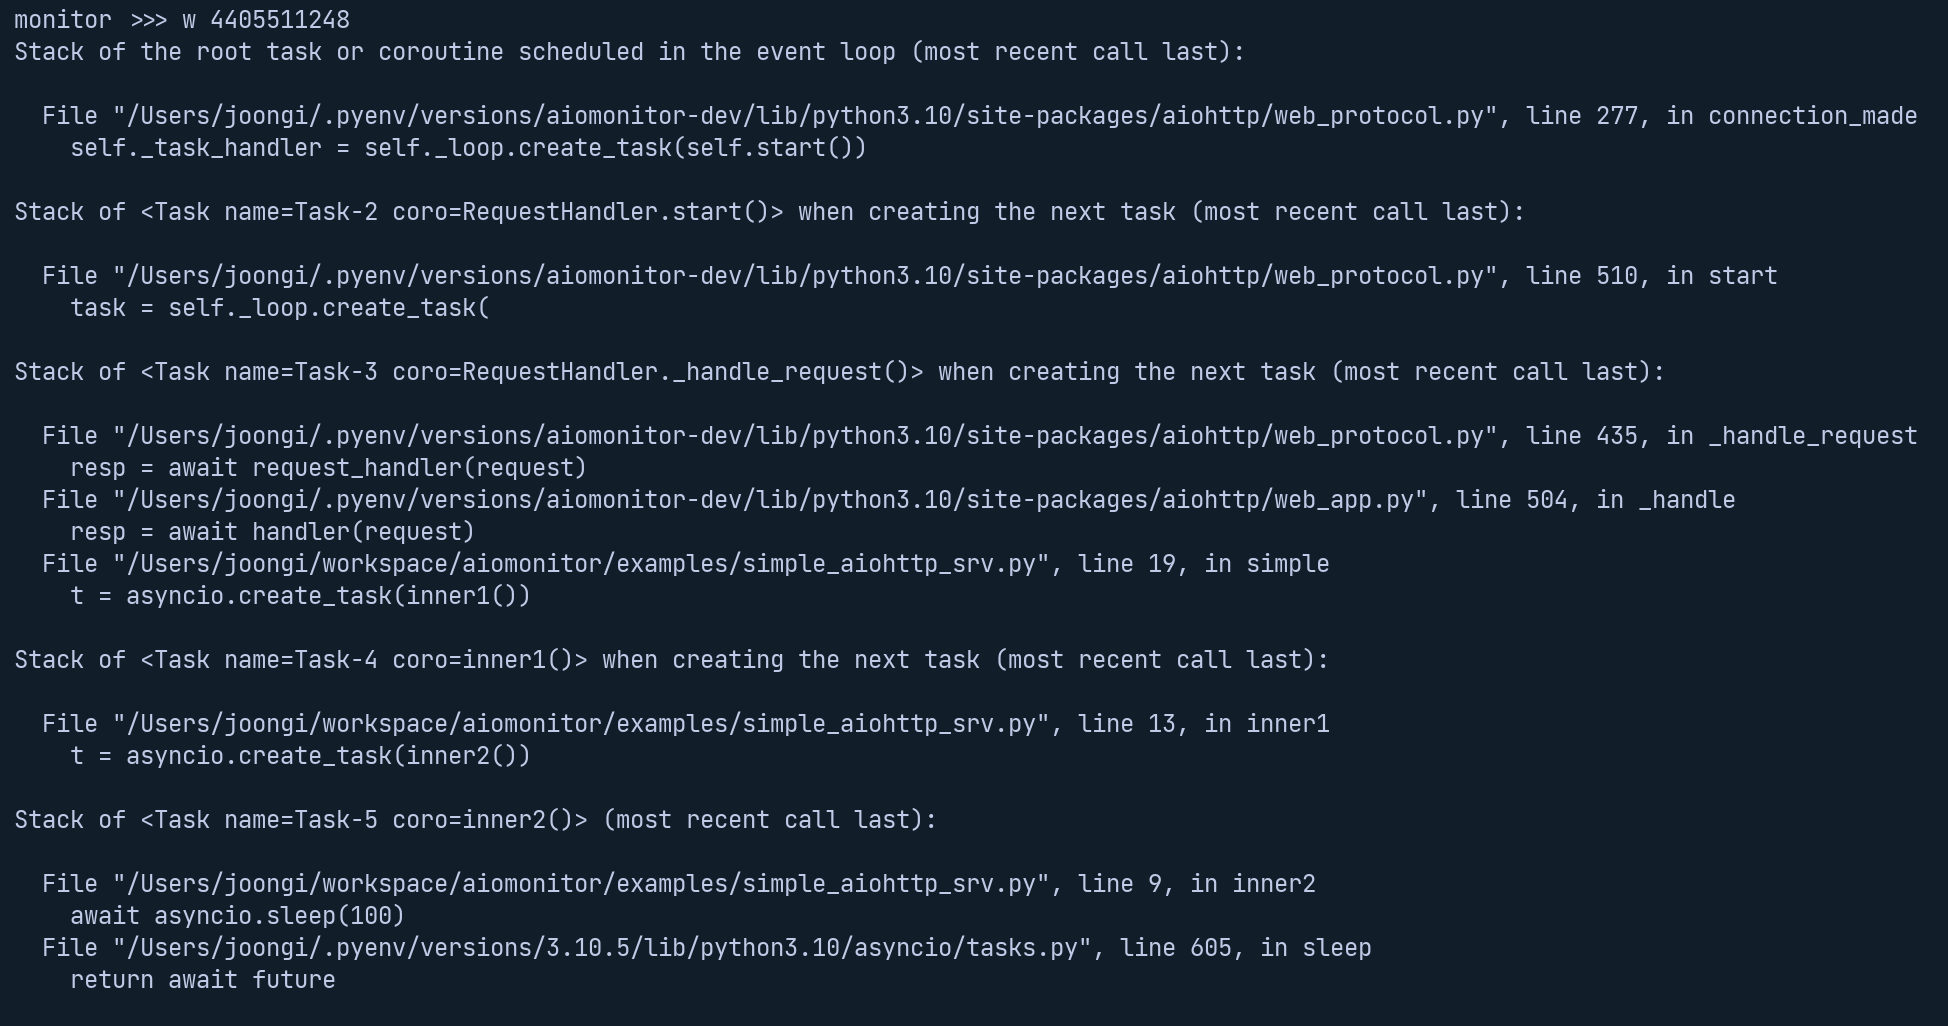 monitor >>> w 4405511248
Stack of the root task or coroutine scheduled in the event loop (most recent call last):

  File "/Users/joongi/.pyenv/versions/aiomonitor-dev/lib/python3.10/site-packages/aiohttp/web_protocol.py", line 277, in connection_made
    self._task_handler = self._loop.create_task(self.start())

Stack of <Task name=Task-2 coro=RequestHandler.start()> when creating the next task (most recent call last):

  File "/Users/joongi/.pyenv/versions/aiomonitor-dev/lib/python3.10/site-packages/aiohttp/web_protocol.py", line 510, in start
    task = self._loop.create_task(

Stack of <Task name=Task-3 coro=RequestHandler._handle_request()> when creating the next task (most recent call last):

  File "/Users/joongi/.pyenv/versions/aiomonitor-dev/lib/python3.10/site-packages/aiohttp/web_protocol.py", line 435, in _handle_request
    resp = await request_handler(request)
  File "/Users/joongi/.pyenv/versions/aiomonitor-dev/lib/python3.10/site-packages/aiohttp/web_app.py", line 504, in _handle
    resp = await handler(request)
  File "/Users/joongi/workspace/aiomonitor/examples/simple_aiohttp_srv.py", line 19, in simple
    t = asyncio.create_task(inner1())

Stack of <Task name=Task-4 coro=inner1()> when creating the next task (most recent call last):

  File "/Users/joongi/workspace/aiomonitor/examples/simple_aiohttp_srv.py", line 13, in inner1
    t = asyncio.create_task(inner2())

Stack of <Task name=Task-5 coro=inner2()> (most recent call last):

  File "/Users/joongi/workspace/aiomonitor/examples/simple_aiohttp_srv.py", line 9, in inner2
    await asyncio.sleep(100)
  File "/Users/joongi/.pyenv/versions/3.10.5/lib/python3.10/asyncio/tasks.py", line 605, in sleep
    return await future